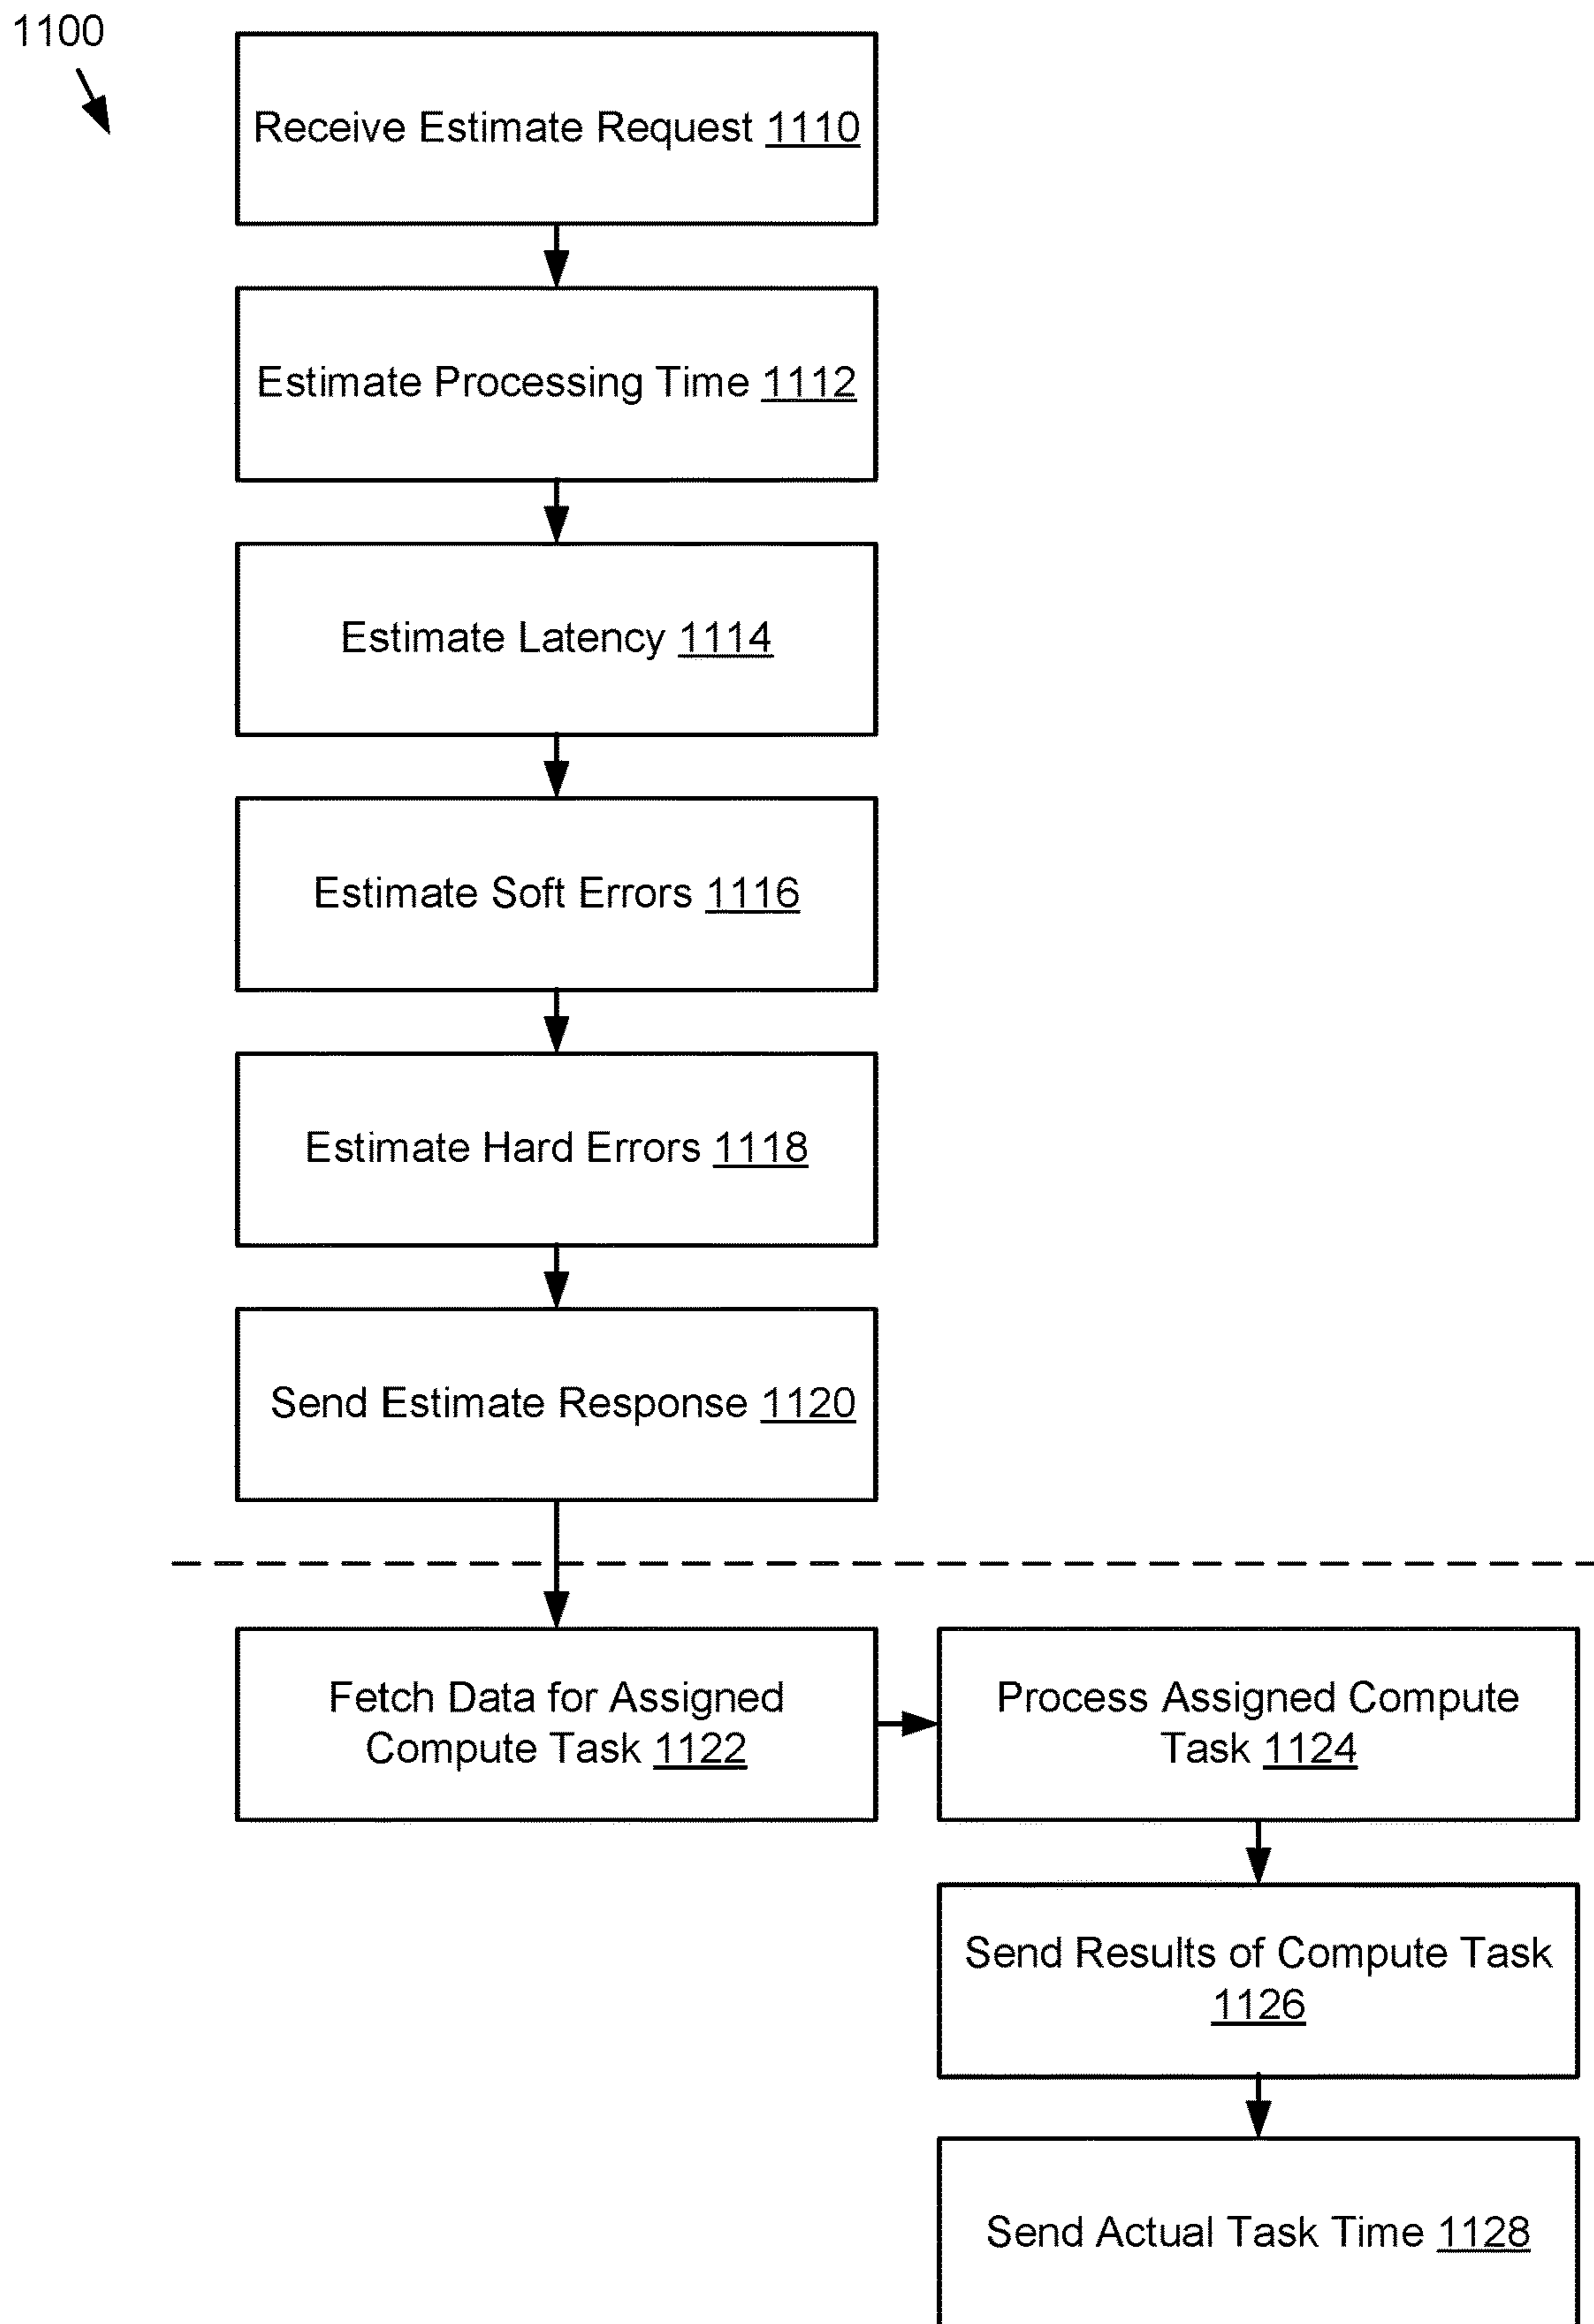 1100
Receive Estimate Request 1110
Estimate Processing Time 1112
Estimate Latency 1114
Estimate Soft Errors 1116
Estimate Hard Errors 1118
Send Estimate Response 1120
Fetch Data for Assigned
Compute Task 1122
Process Assigned Compute
Task 1124
Send Results of Compute Task
1126
Send Actual Task Time 1128